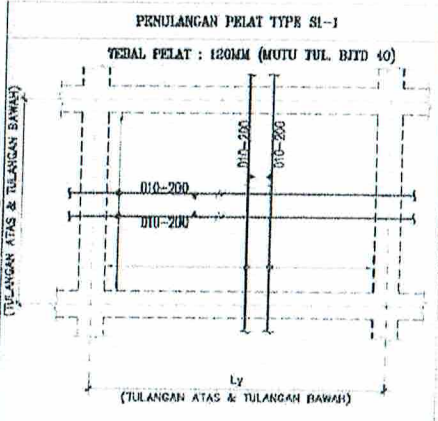 PENULANGAN PELAT TYPE S1-1
TEBAL PELAT : 120MM (MUTU TUL. BJTD 40)
(TULANGAN ATAS & TULANGAN BAWAH)
D10-200
D10-200
D10-200
D10-200
Ly
(TULANGAN ATAS & TULANGAN BAWAH)